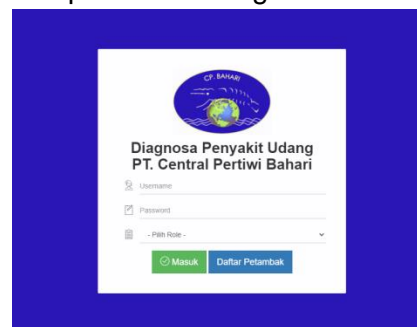 CP. BAHARI
Diagnosa Penyakit Udang
PT. Central Pertiwi Bahari
Username
Password
- Pilih Role -
Masuk
Daftar Petambak